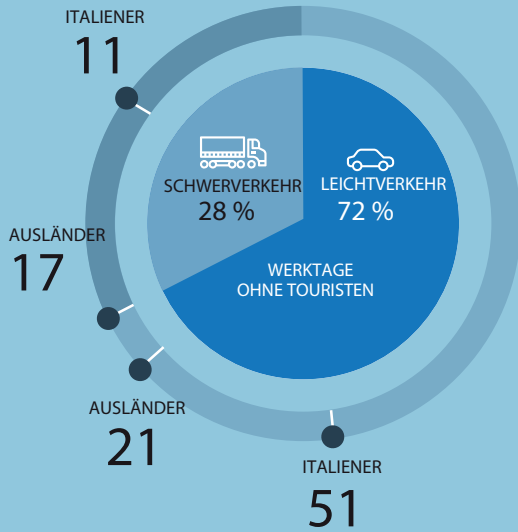 ITALIENER
11
SCHWERVERKEHR
28 %
LEICHTVERKEHR
72 %
AUSLÄNDER
17
WERKTAGE
OHNE TOURISTEN
AUSLÄNDER
21
ITALIENER
51